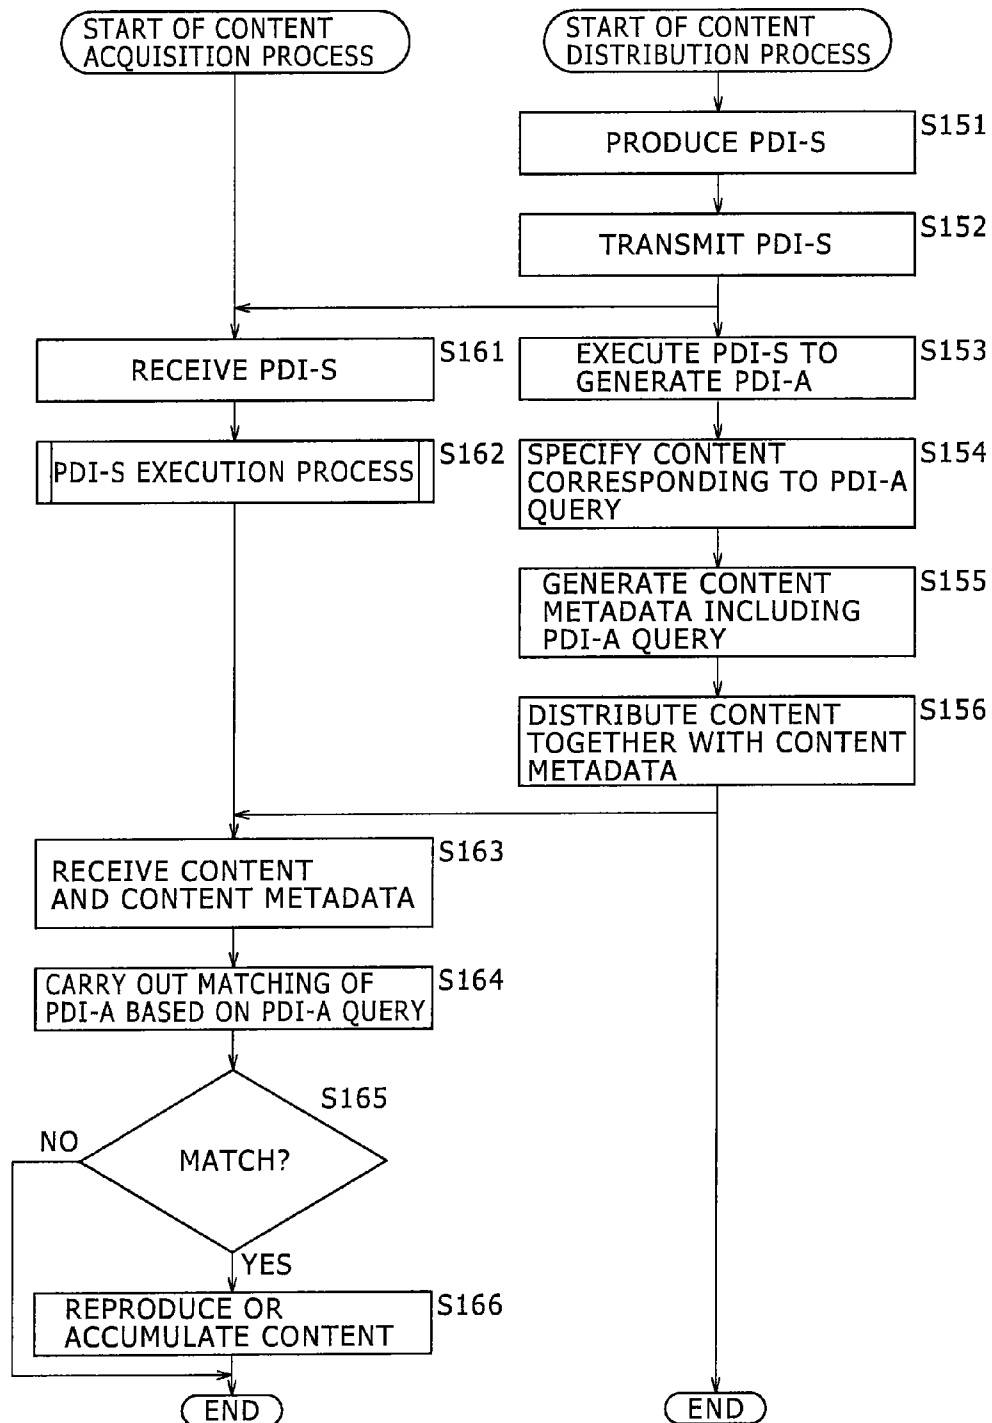 START OF CONTENT
ACQUISITION PROCESS
START OF CONTENT
DISTRIBUTION PROCESS
PRODUCE PDI-S
S151
TRANSMIT PDI-S
S152
RECEIVE PDI-S
S161
EXECUTE PDI-S TO
GENERATE PDI-A
S153
PDI-S EXECUTION PROCESS
S162
SPECIFY CONTENT
CORRESPONDING TO PDI-A
QUERY
S154
GENERATE CONTENT
METADATA INCLUDING
PDI-A QUERY
S155
DISTRIBUTE CONTENT
TOGETHER WITH CONTENT
METADATA
S156
RECEIVE CONTENT
AND CONTENT METADATA
S163
CARRY OUT MATCHING OF
PDI-A BASED ON PDI-A QUERY
S164
S165
NO
MATCH?
YES
REPRODUCE OR
ACCUMULATE CONTENT
S166
END
END